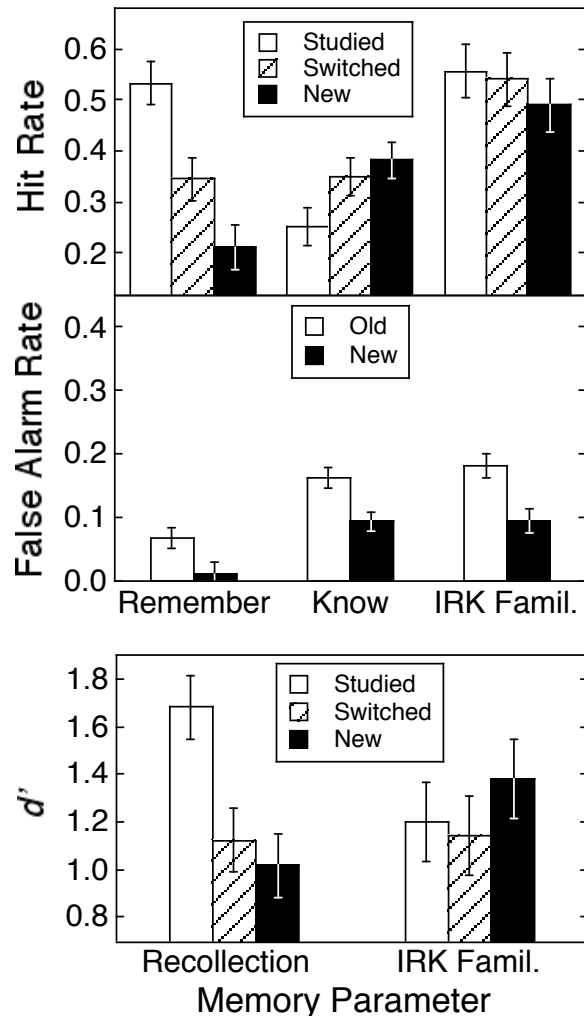 Hit Rate
0.6
0.5
0.4
0.3
0.2
Studied
Switched
New
False Alarm Rate
0.4
0.3
0.2
0.1
0.0
Old
New
Remember Know IRK Famil.
d'
1.8
1.6
1.4
1.2
1.0
0.8
Studied
Switched
New
Recollection IRK Famil.
Memory Parameter